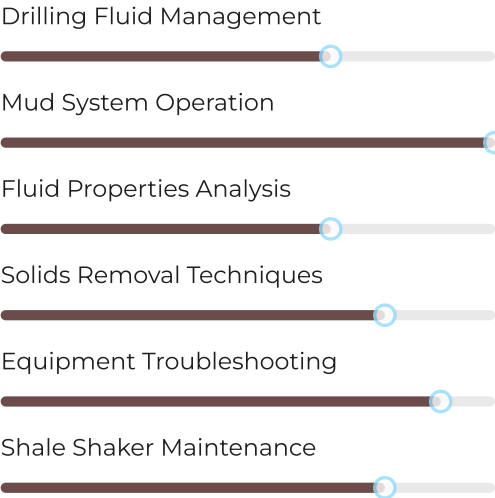 Drilling Fluid Management
Mud System Operation
Fluid Properties Analysis
Solids Removal Techniques
Equipment Troubleshooting
Shale Shaker Maintenance